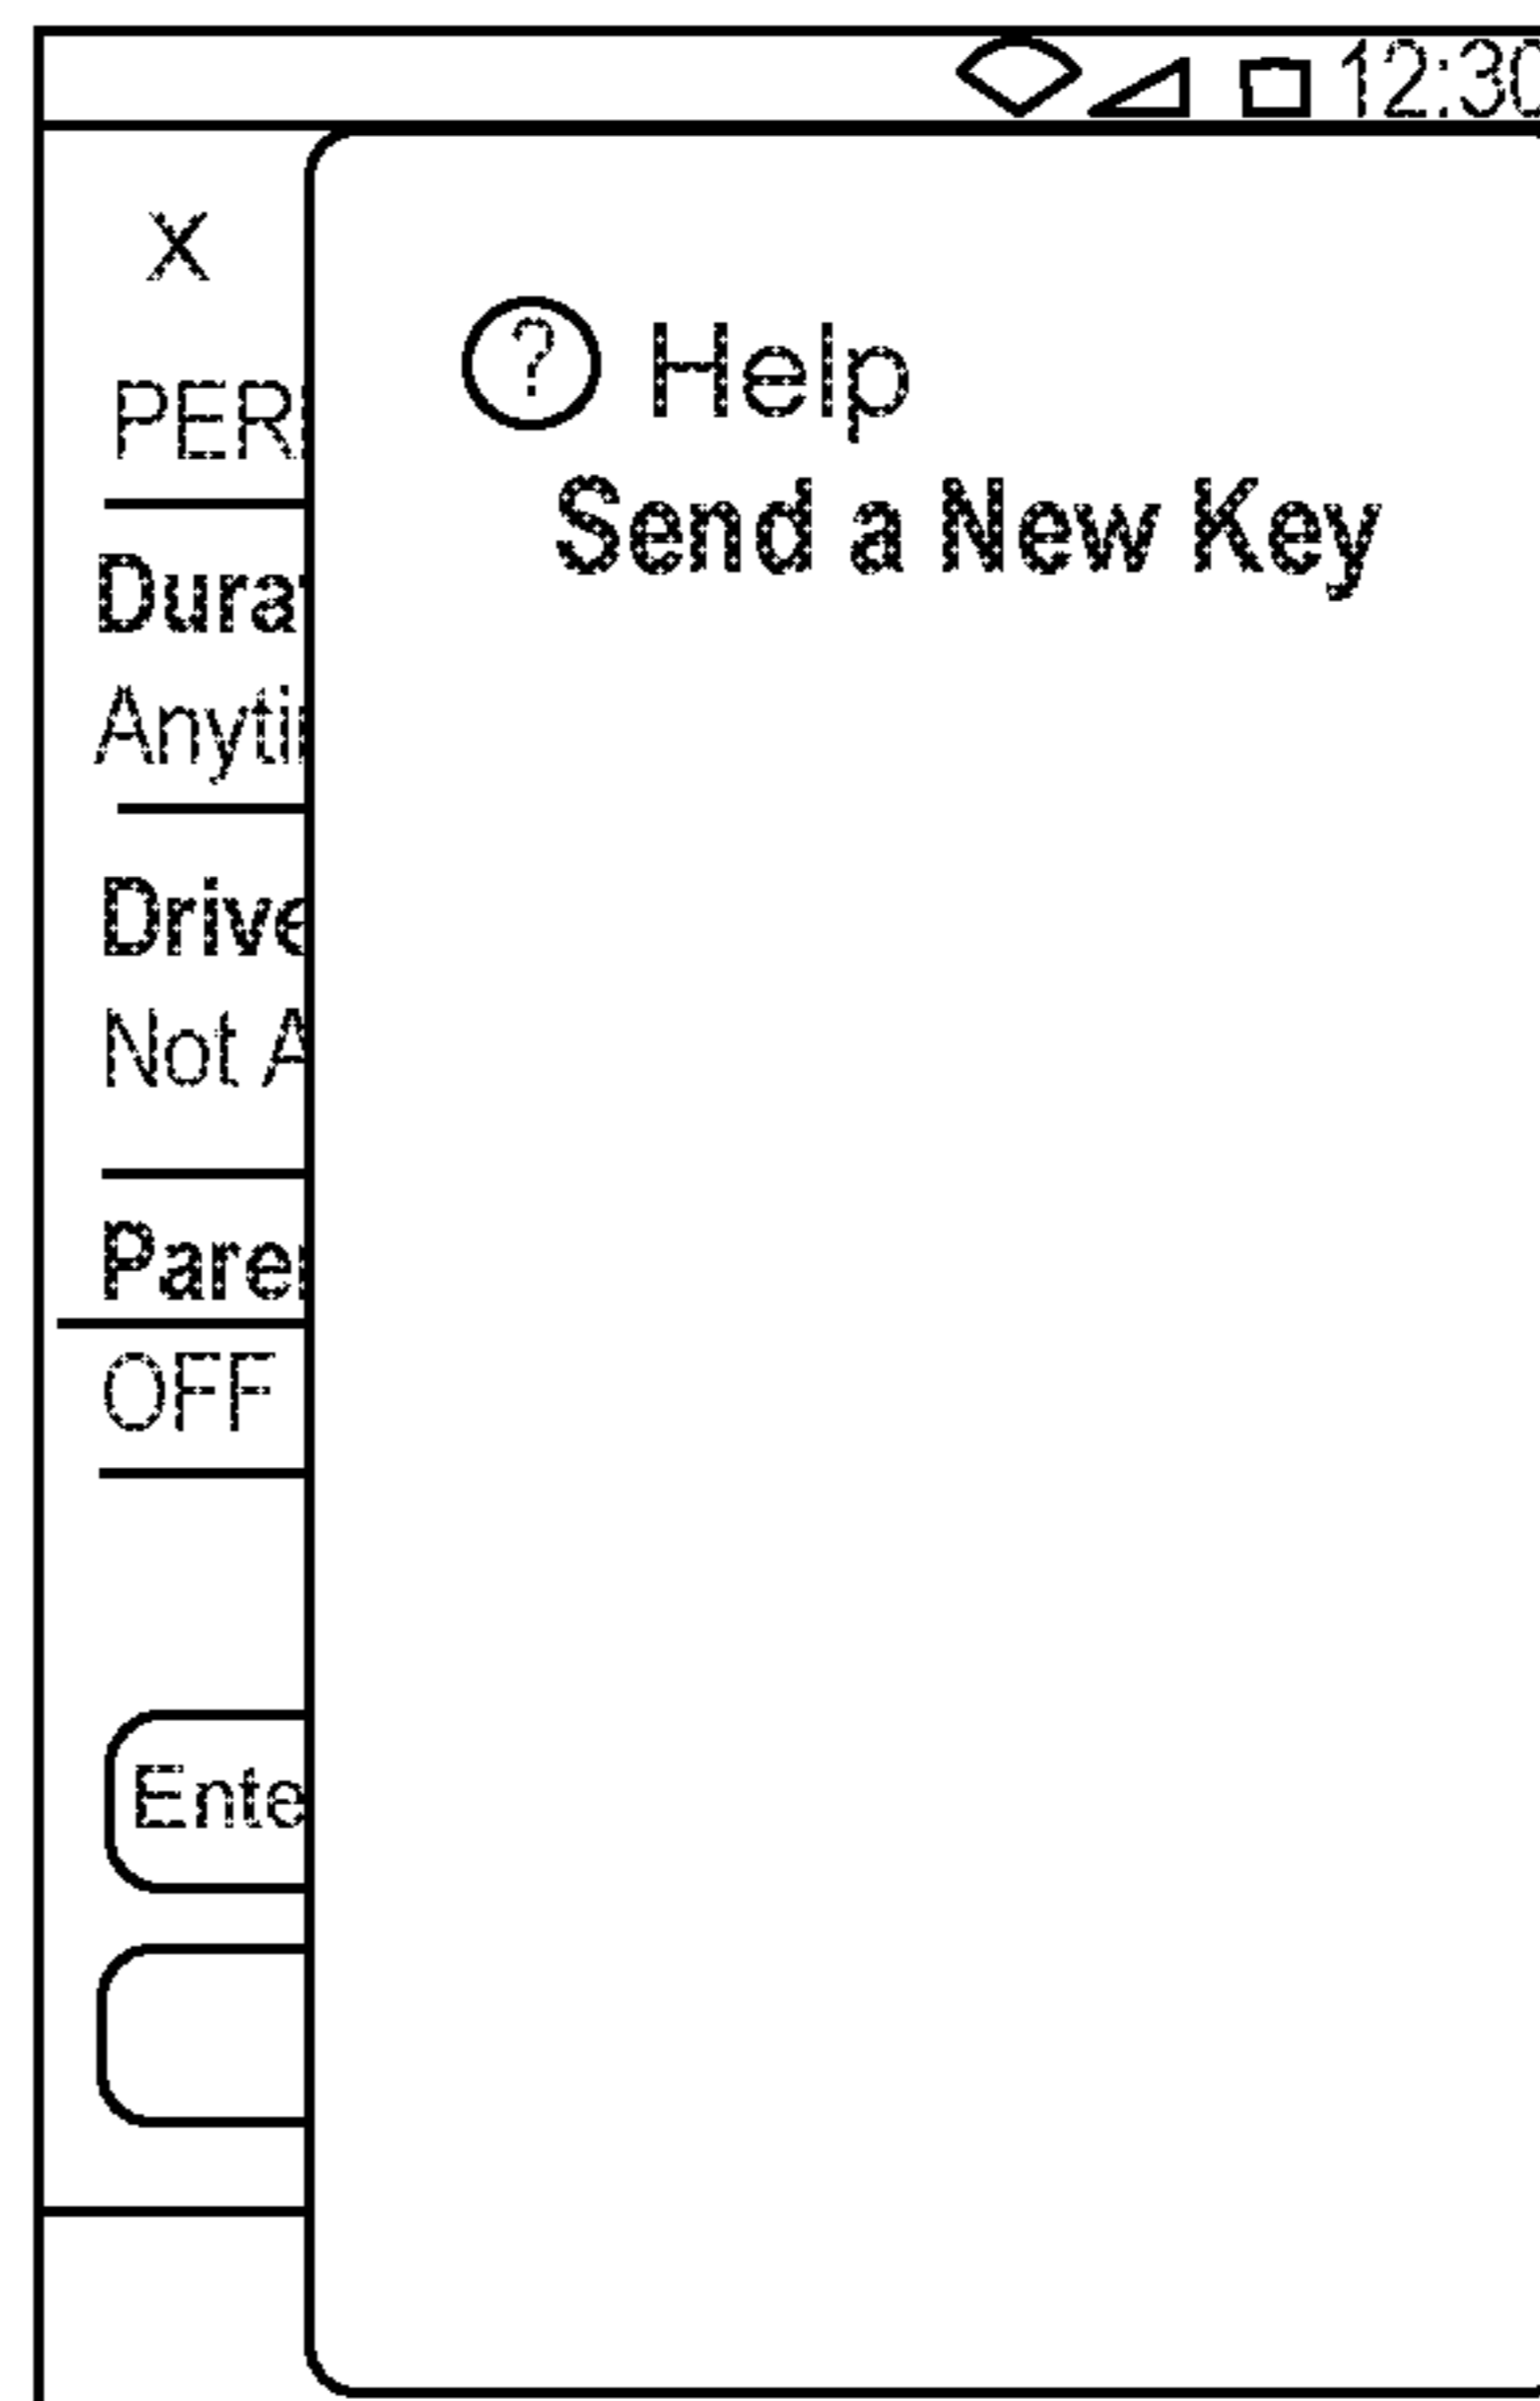 12:30
X
? Help
PER
Send a New Key
Dura
Anyti
Drive
Not A
Pare
OFF
Ente